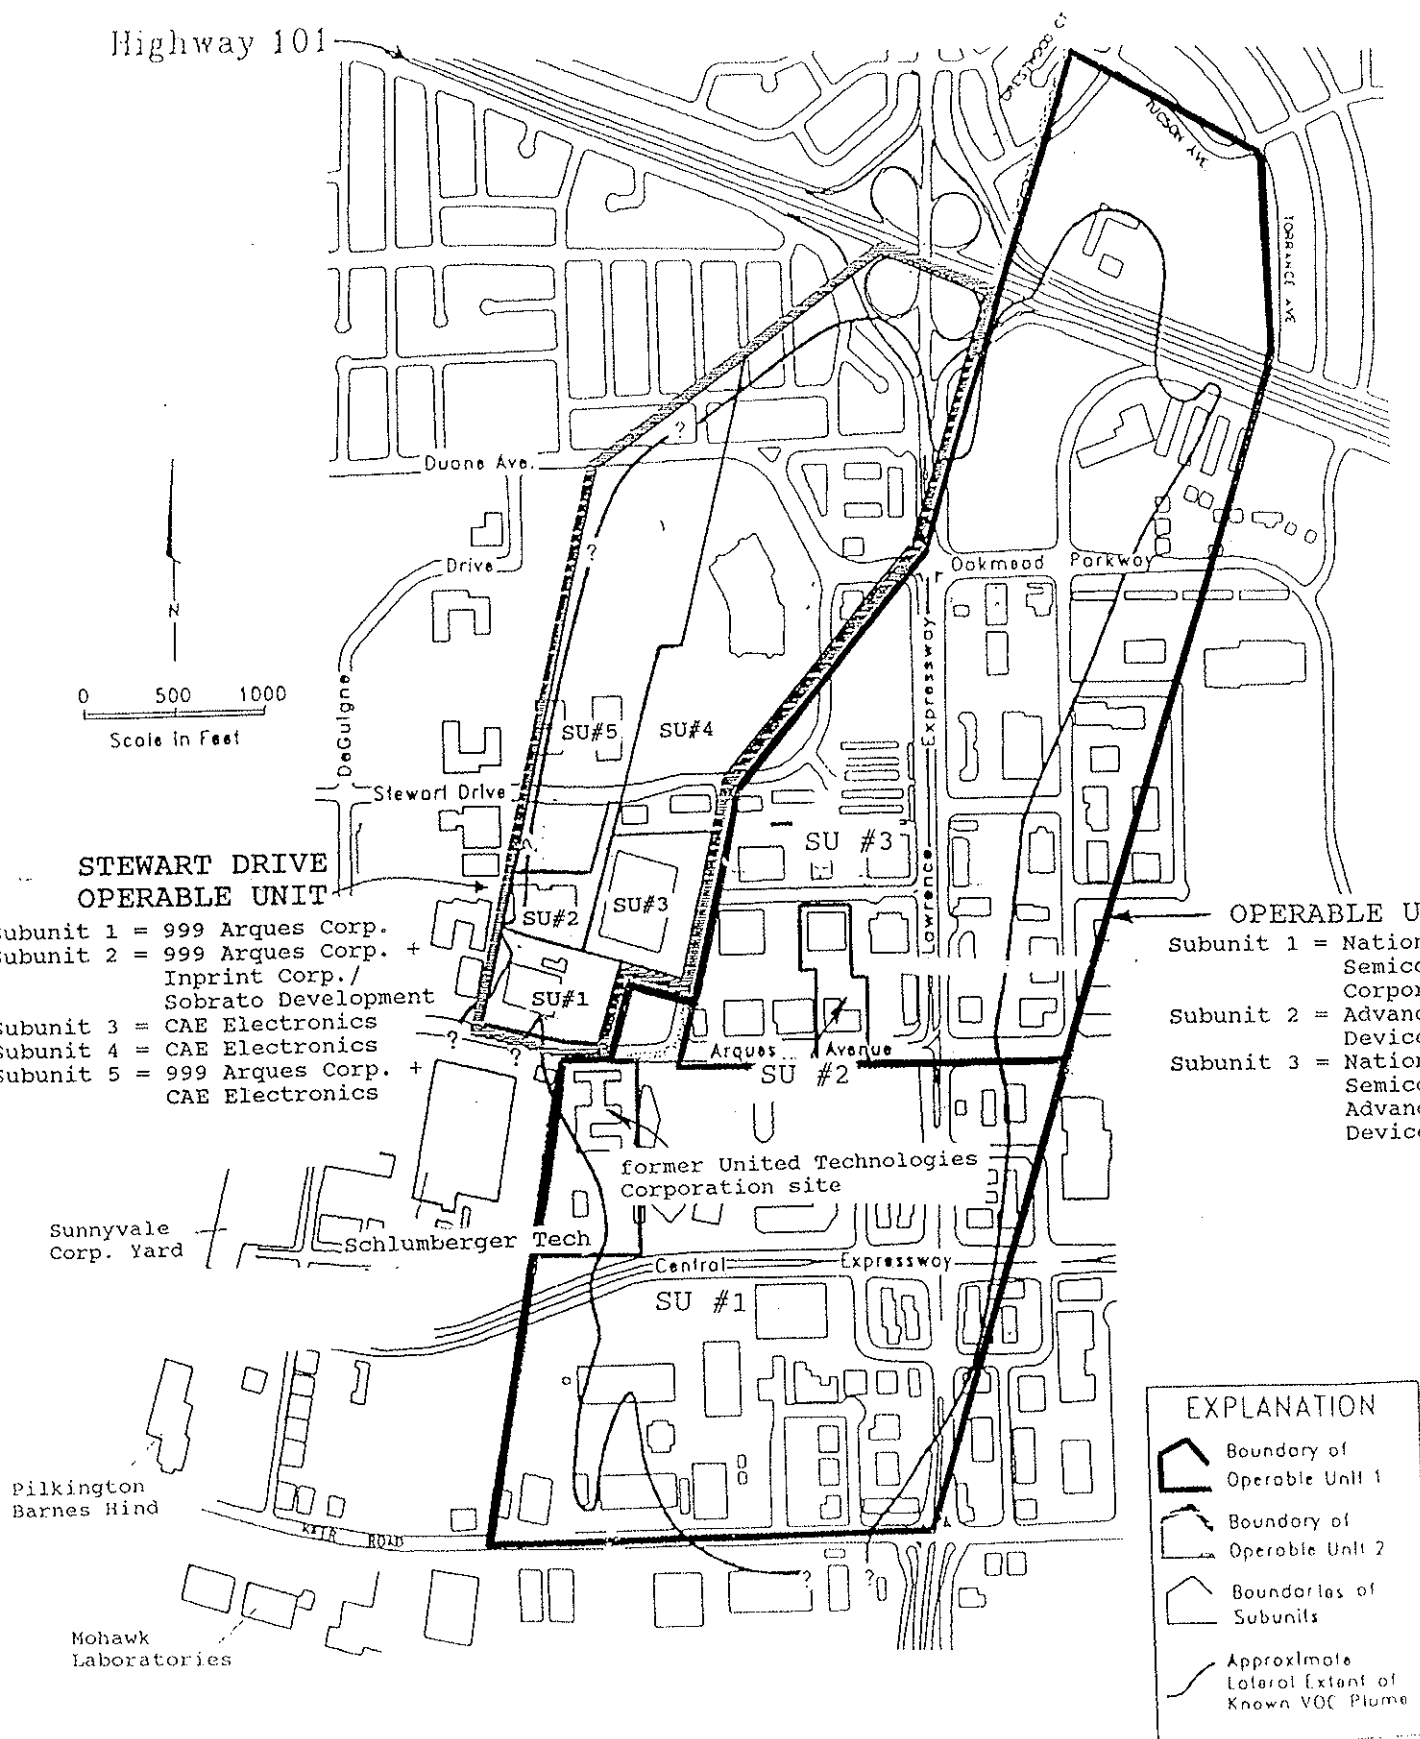 Highway 101
TUCSON AVE
TORRANCE AVE
Duane Ave.
?
?
Drive
Oakmead Parkway
N
0 500 1000
Scale in Feet
DeGuigne
Lawrence Expressway
SU#5
SU#4
Stewart Drive
SU #3
?
STEWART DRIVE
OPERABLE UNIT
SU#2
SU#3
ubunit 1 = 999 Arques Corp.
ubunit 2 = 999 Arques Corp. +
Inprint Corp./
Sobrato Development
ubunit 3 = CAE Electronics
ubunit 4 = CAE Electronics
Subunit 5 = 999 Arques Corp. +
CAE Electronics
SU#1
?
?
OPERABLE U
Subunit 1 = Nation
Semico
Corpor
Subunit 2 = Advanc
Device
Subunit 3 = Nation
Semico
Advanc
Device
Arques Avenue
SU #2
former United Technologies
Corporation site
Sunnyvale
Corp. Yard
Schlumberger Tech
Central Expressway
SU #1
Pilkington
Barnes Hind
ROAD
?
?
Mohawk
Laboratories
EXPLANATION
Boundary of
Operable Unit 1
Boundary of
Operable Unit 2
Boundaries of
Subunits
Approximate
Lateral Extent of
Known VOC Plume